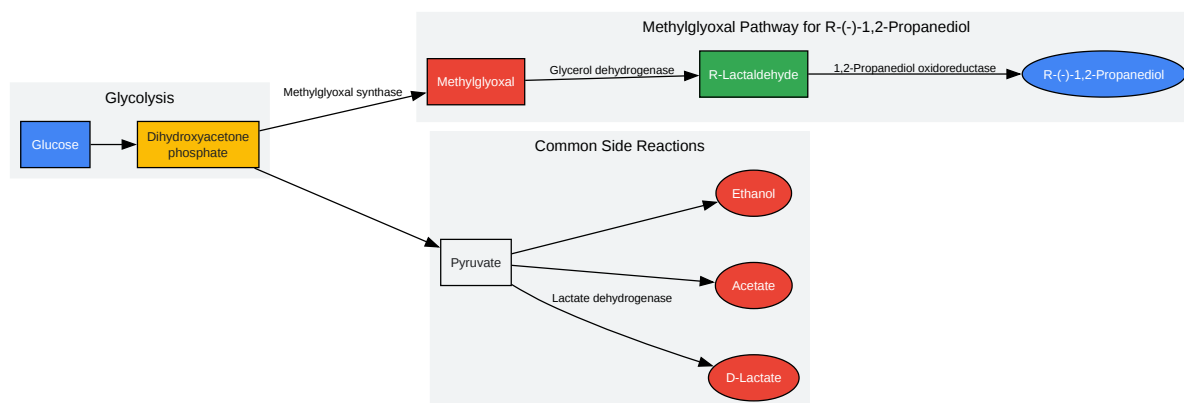 Methylglyoxal Pathway for R-(-)-1,2-Propanediol
Glycolysis
Glucose
Dihydroxyacetone
phosphate
Methylglyoxal synthase
Methylglyoxal
Glycerol dehydrogenase
R-Lactaldehyde
1,2-Propanediol oxidoreductase
R-(-)-1,2-Propanediol
Common Side Reactions
Pyruvate
Ethanol
Acetate
Lactate dehydrogenase
D-Lactate